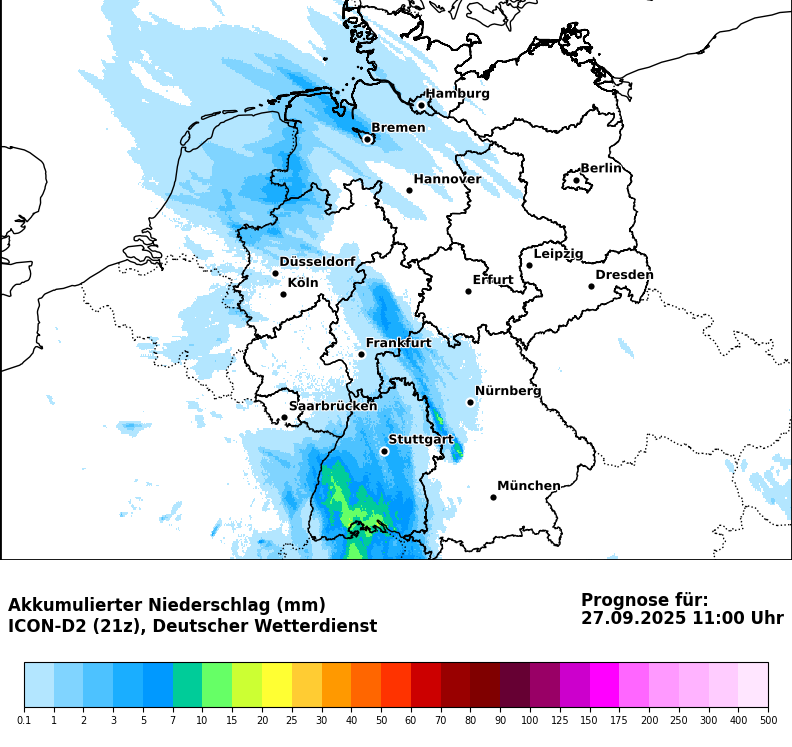 Hamburg
Bremen
Berlin
Hannover
Leipzig
Düsseldorf
Dresden
Köln
Erfurt
Frankfurt
Nürnberg
Saarbrücken
Stuttgart
München
Akkumulierter Niederschlag (mm)
ICON-D2 (21z), Deutscher Wetterdienst
Prognose für:
27.09.2025 11:00 Uhr
0.1 1 2 3 5 7 10 15 20 25 30 40 50 60 70 80 90 100 125 150 175 200 250 300 400 500